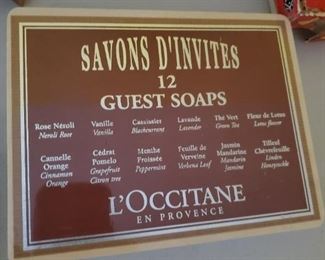 SAVONS D'INVITÉS
12
GUEST SOAPS
Rose Néroli Vanille Cassissier Lavande Thé Vert Fleur de Lotus
Neroli Rose Vanilla Blackcurrant Lavender Green Tea Lotus flower
Cannelle Cédrat Menthe Feuille de Jasmin Tilleul
Orange Pomelo Froissée Verveine Mandarin Chèvrefeuille
Cinnamon Grapefruit Peppermint Verbena Leaf Jasmine Linden
Orange Citron tree Mandarin Honeysuckle
L'OCCITANE
EN PROVENCE